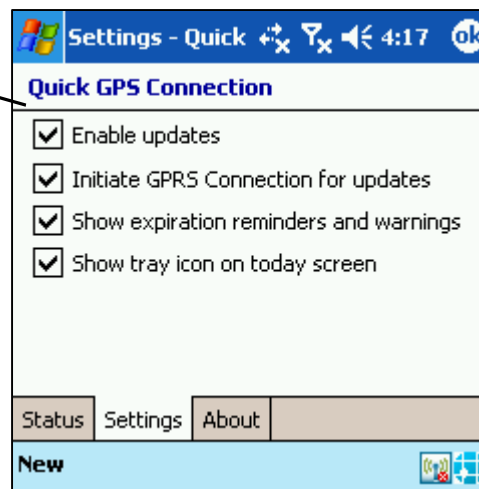 Settings - Quick 4:17 ok
Quick GPS Connection
Enable updates
Initiate GPRS Connection for updates
Show expiration reminders and warnings
Show tray icon on today screen
Status Settings About
New